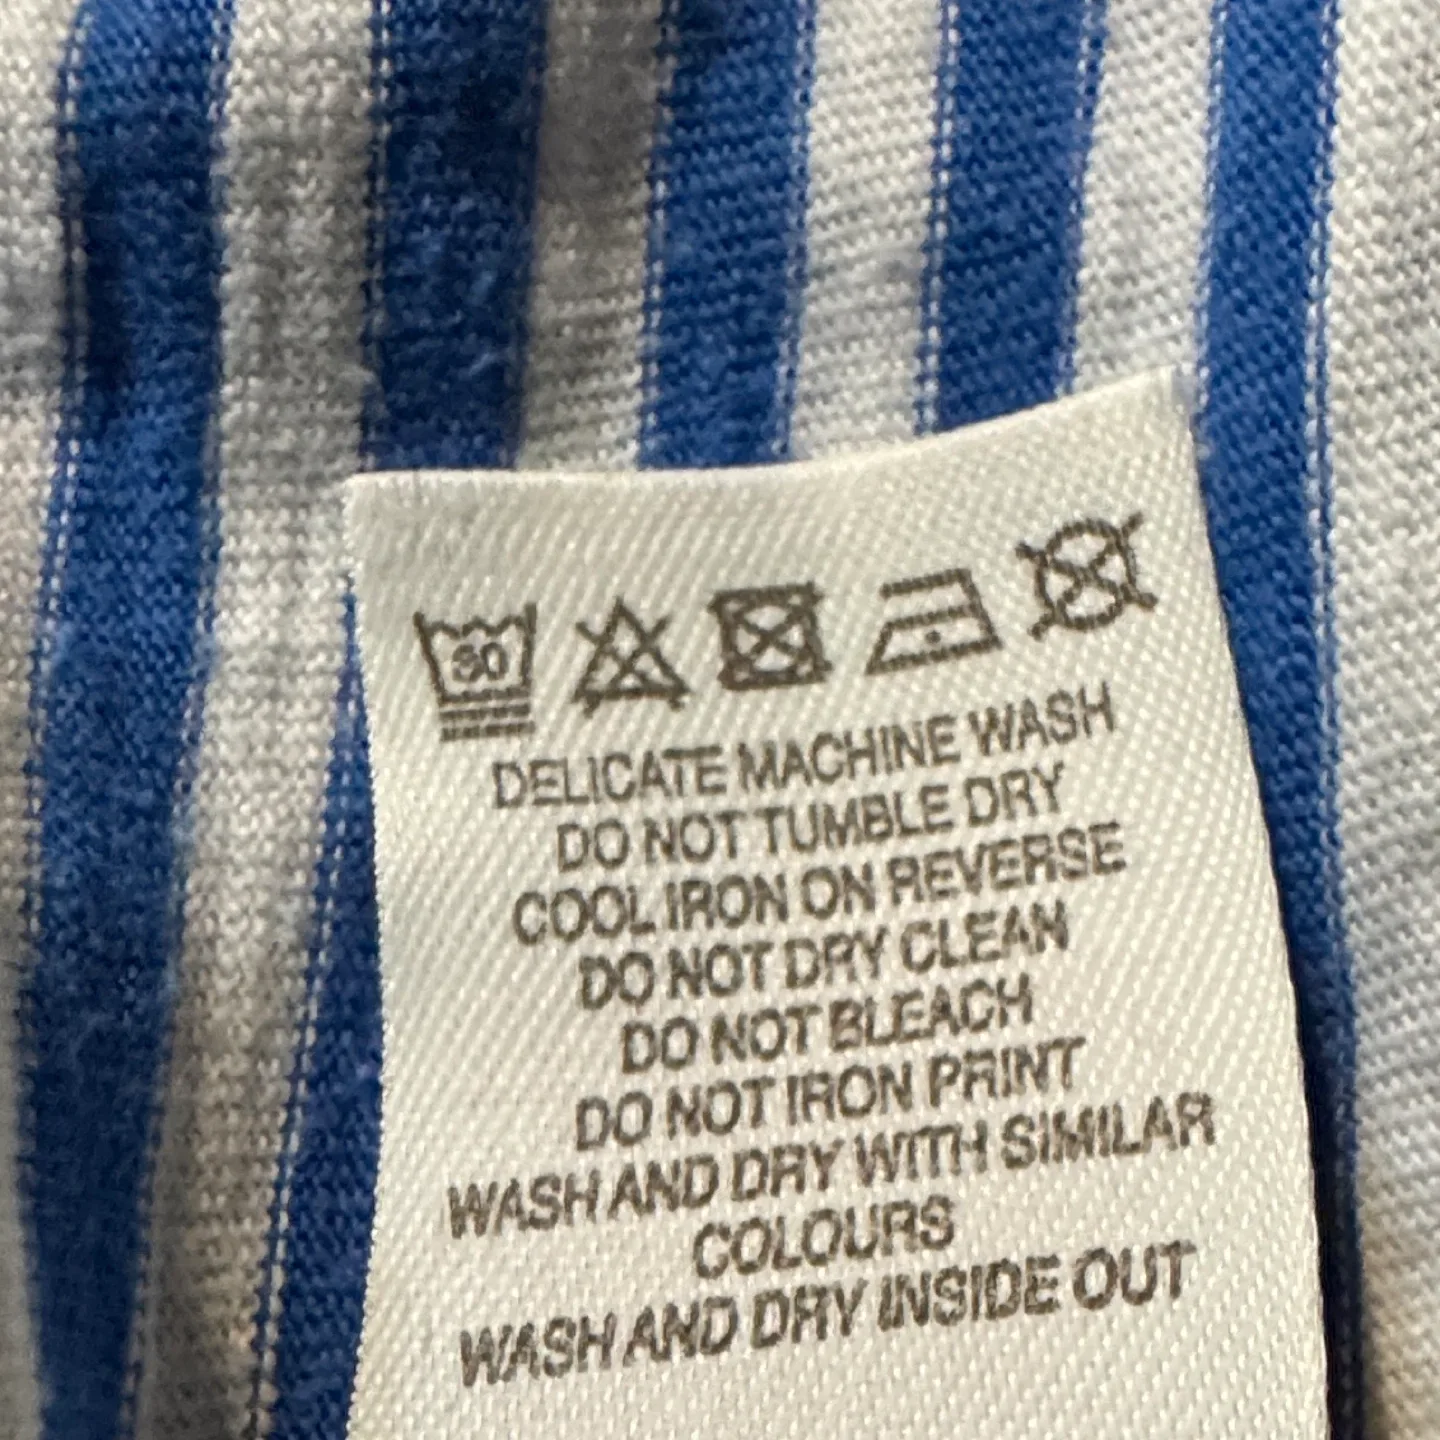 30
DELICATE MACHINE WASH
DO NOT TUMBLE DRY
COOL IRON ON REVERSE
DO NOT DRY CLEAN
DO NOT BLEACH
DO NOT IRON PRINT
WASH AND DRY WITH SIMILAR
COLOURS
WASH AND DRY INSIDE OUT